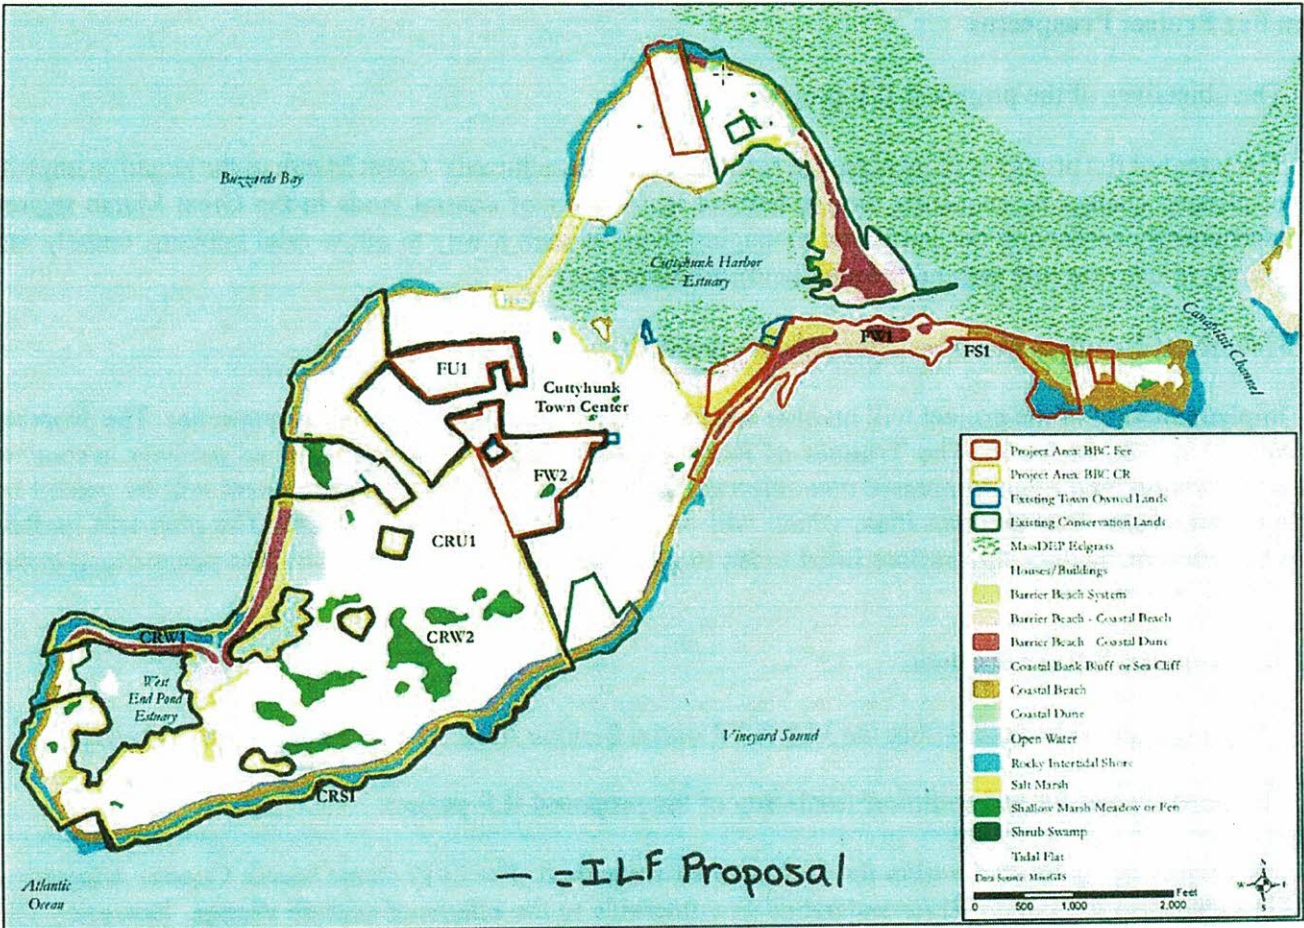 Buzzards Bay
Cuttyhunk Harbor
Estuary
Canapitsit Channel
PW1
FS1
FU1
Cuttyhunk
Town Center
FW2
CRU1
CRW2
CRW1
West
End Pond
Estuary
Vineyard Sound
CRS1
Atlantic
Ocean
— = ILF Proposal
Project Area: BBC Fee
Project Area: BBC CR
Existing Town Owned Lands
Existing Conservation Lands
MassDEP Eelgrass
Houses/Buildings
Barrier Beach System
Barrier Beach - Coastal Beach
Barrier Beach - Coastal Dune
Coastal Bank Bluff or Sea Cliff
Coastal Beach
Coastal Dune
Open Water
Rocky Intertidal Shore
Salt Marsh
Shallow Marsh Meadow or Fen
Shrub Swamp
Tidal Flat
Data Source: MassGIS
Feet
0 500 1,000 2,000
N
W E
S